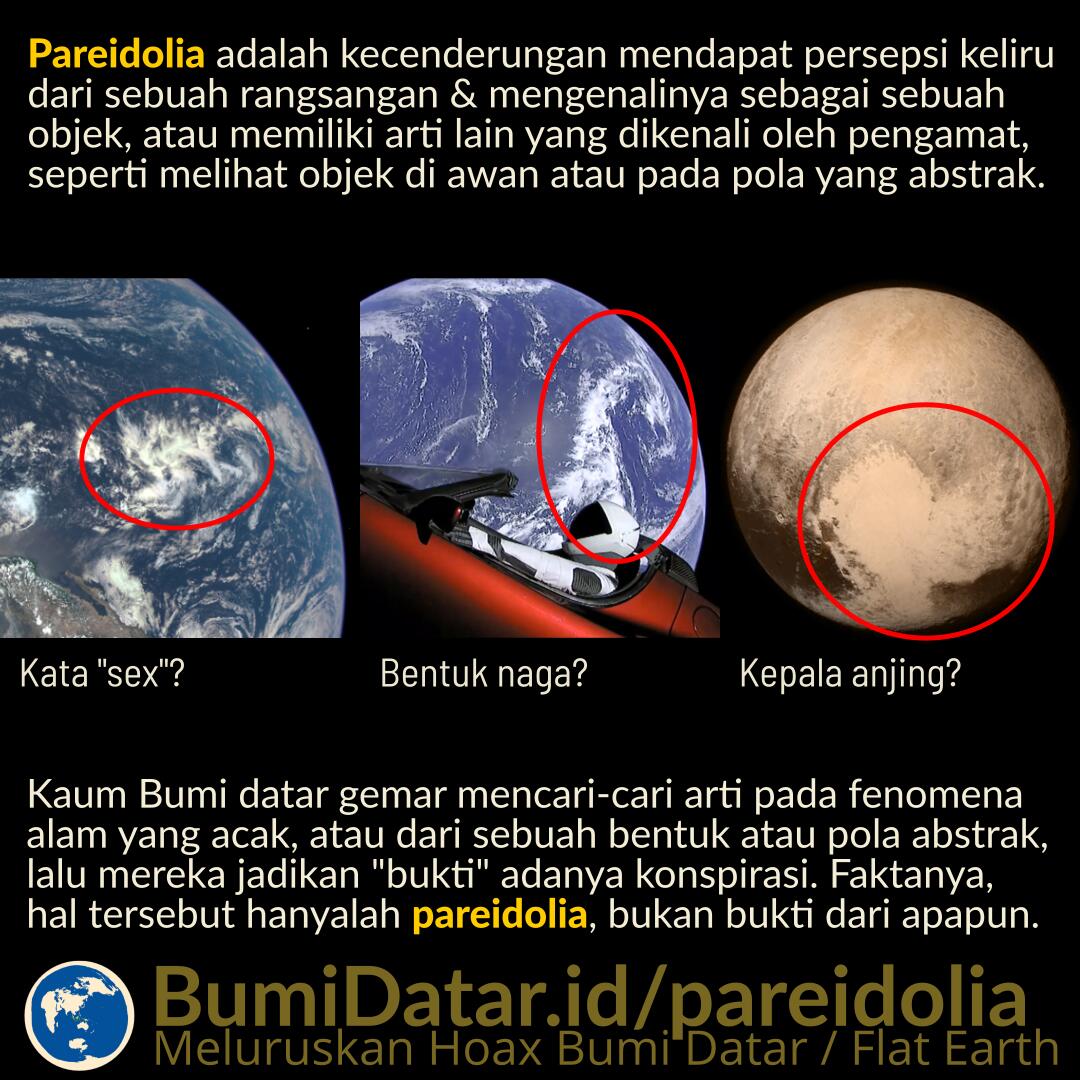 Pareidolia adalah kecenderungan mendapat persepsi keliru
dari sebuah rangsangan & mengenalinya sebagai sebuah
objek, atau memiliki arti lain yang dikenali oleh pengamat,
seperti melihat objek di awan atau pada pola yang abstrak.
Kata "sex"?
Bentuk naga?
Kepala anjing?
Kaum Bumi datar gemar mencari-cari arti pada fenomena
alam yang acak, atau dari sebuah bentuk atau pola abstrak,
lalu mereka jadikan "bukti" adanya konspirasi. Faktanya,
hal tersebut hanyalah pareidolia, bukan bukti dari apapun.
BumiDatar.id/pareidolia
Meluruskan Hoax Bumi Datar / Flat Earth